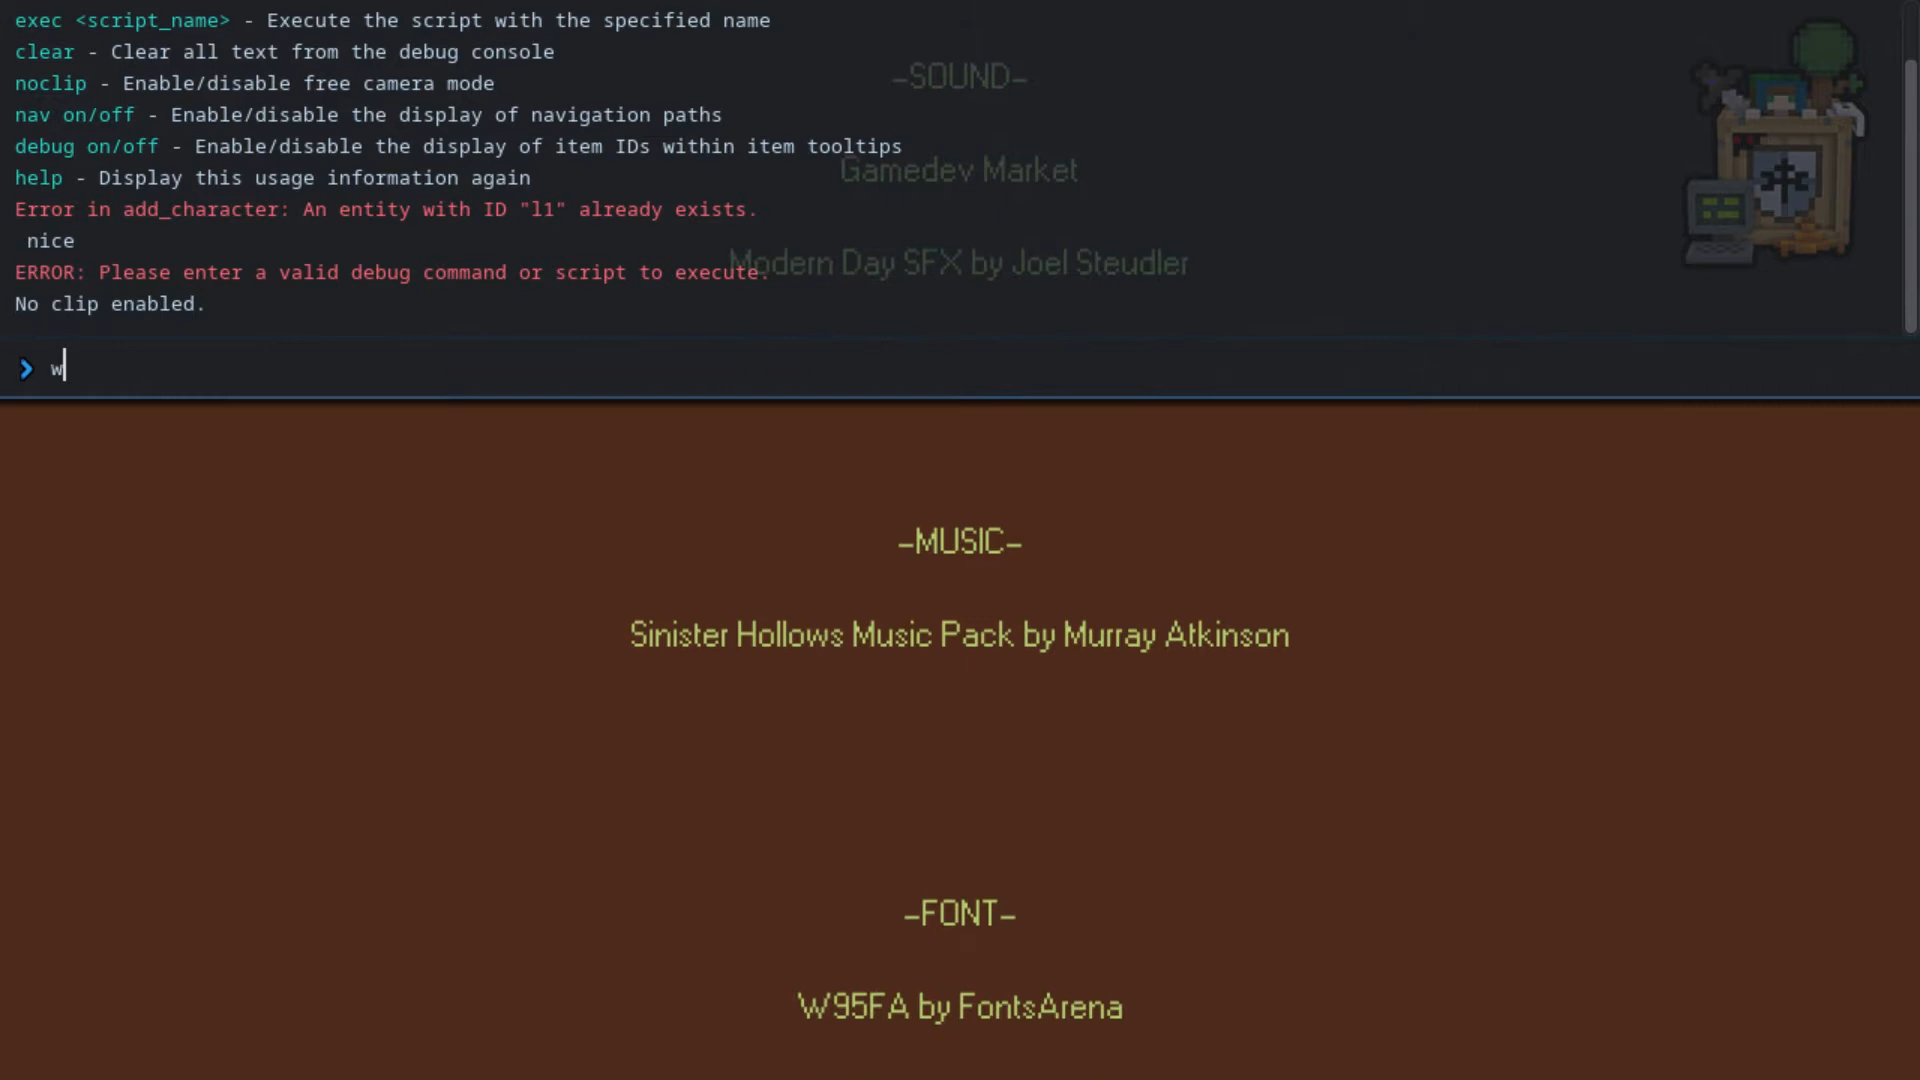 exec <script_name> - Execute the script with the specified name
clear - Clear all text from the debug console
noclip - Enable/disable free camera mode
nav on/off - Enable/disable the display of navigation paths
debug on/off - Enable/disable the display of item IDs within item tooltips
help - Display this usage information again
Error in add_character: An entity with ID "l1" already exists.
nice
ERROR: Please enter a valid debug command or script to execute.
No clip enabled.
w
-SOUND-
Gamedev Market
Modern Day SFX by Joel Steudler
-MUSIC-
Sinister Hollows Music Pack by Murray Atkinson
-FONT-
W95FA by FontsArena